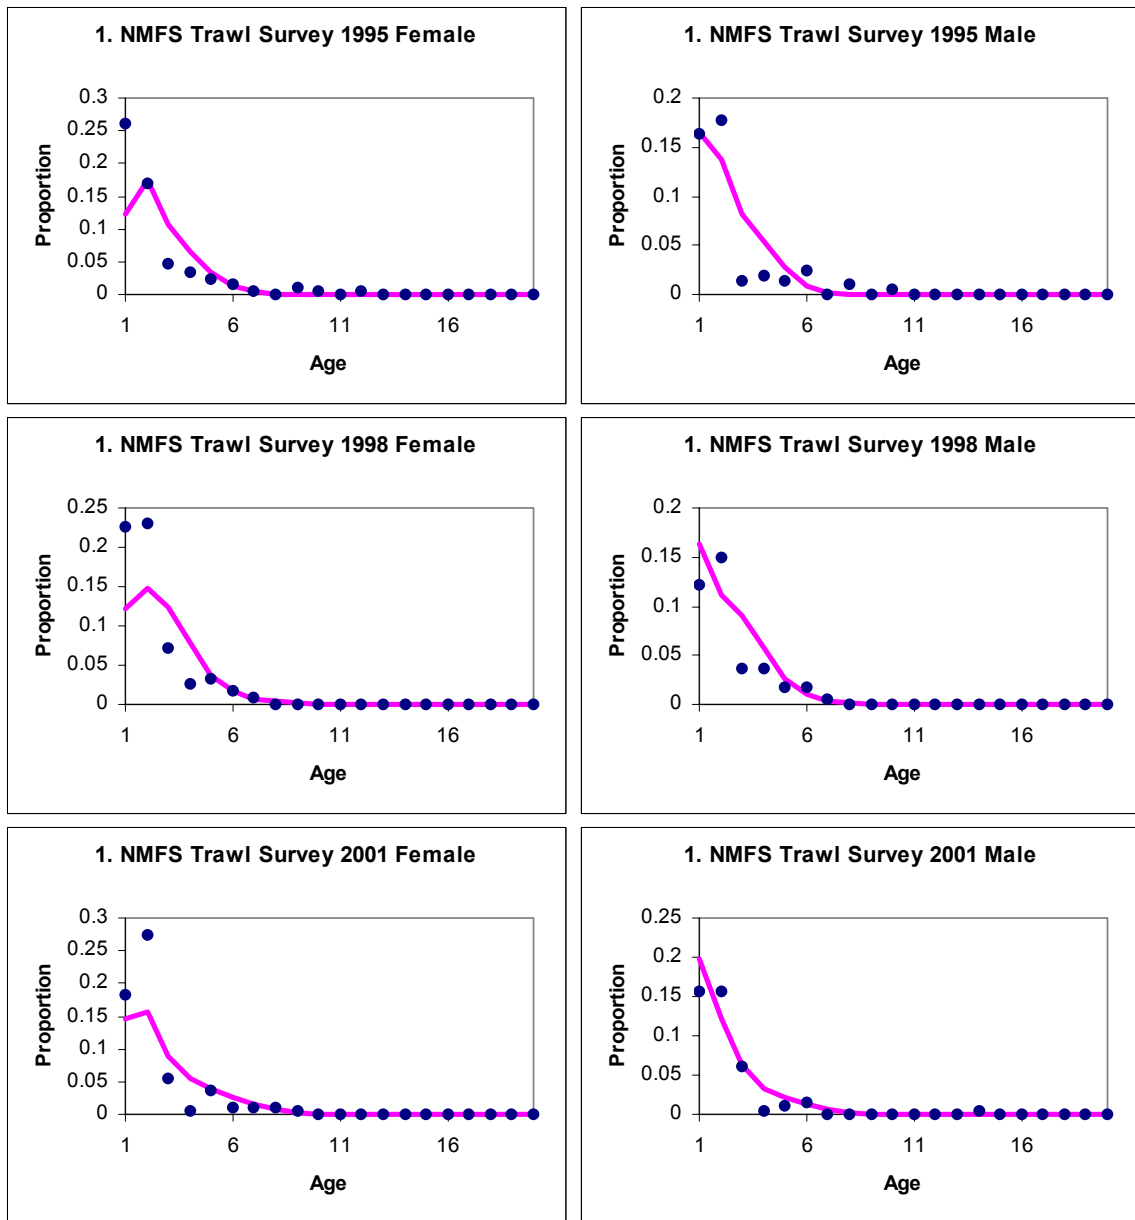 1. NMFS Trawl Survey 1995 Female
0.3
0.25
0.2
0.15
0.1
0.05
0
Proportion
1 6 11 16
Age
1. NMFS Trawl Survey 1995 Male
0.2
0.15
0.1
0.05
0
Proportion
1 6 11 16
Age
1. NMFS Trawl Survey 1998 Female
0.25
0.2
0.15
0.1
0.05
0
Proportion
1 6 11 16
Age
1. NMFS Trawl Survey 1998 Male
0.2
0.15
0.1
0.05
0
Proportion
1 6 11 16
Age
1. NMFS Trawl Survey 2001 Female
0.3
0.25
0.2
0.15
0.1
0.05
0
Proportion
1 6 11 16
Age
1. NMFS Trawl Survey 2001 Male
0.25
0.2
0.15
0.1
0.05
0
Proportion
1 6 11 16
Age